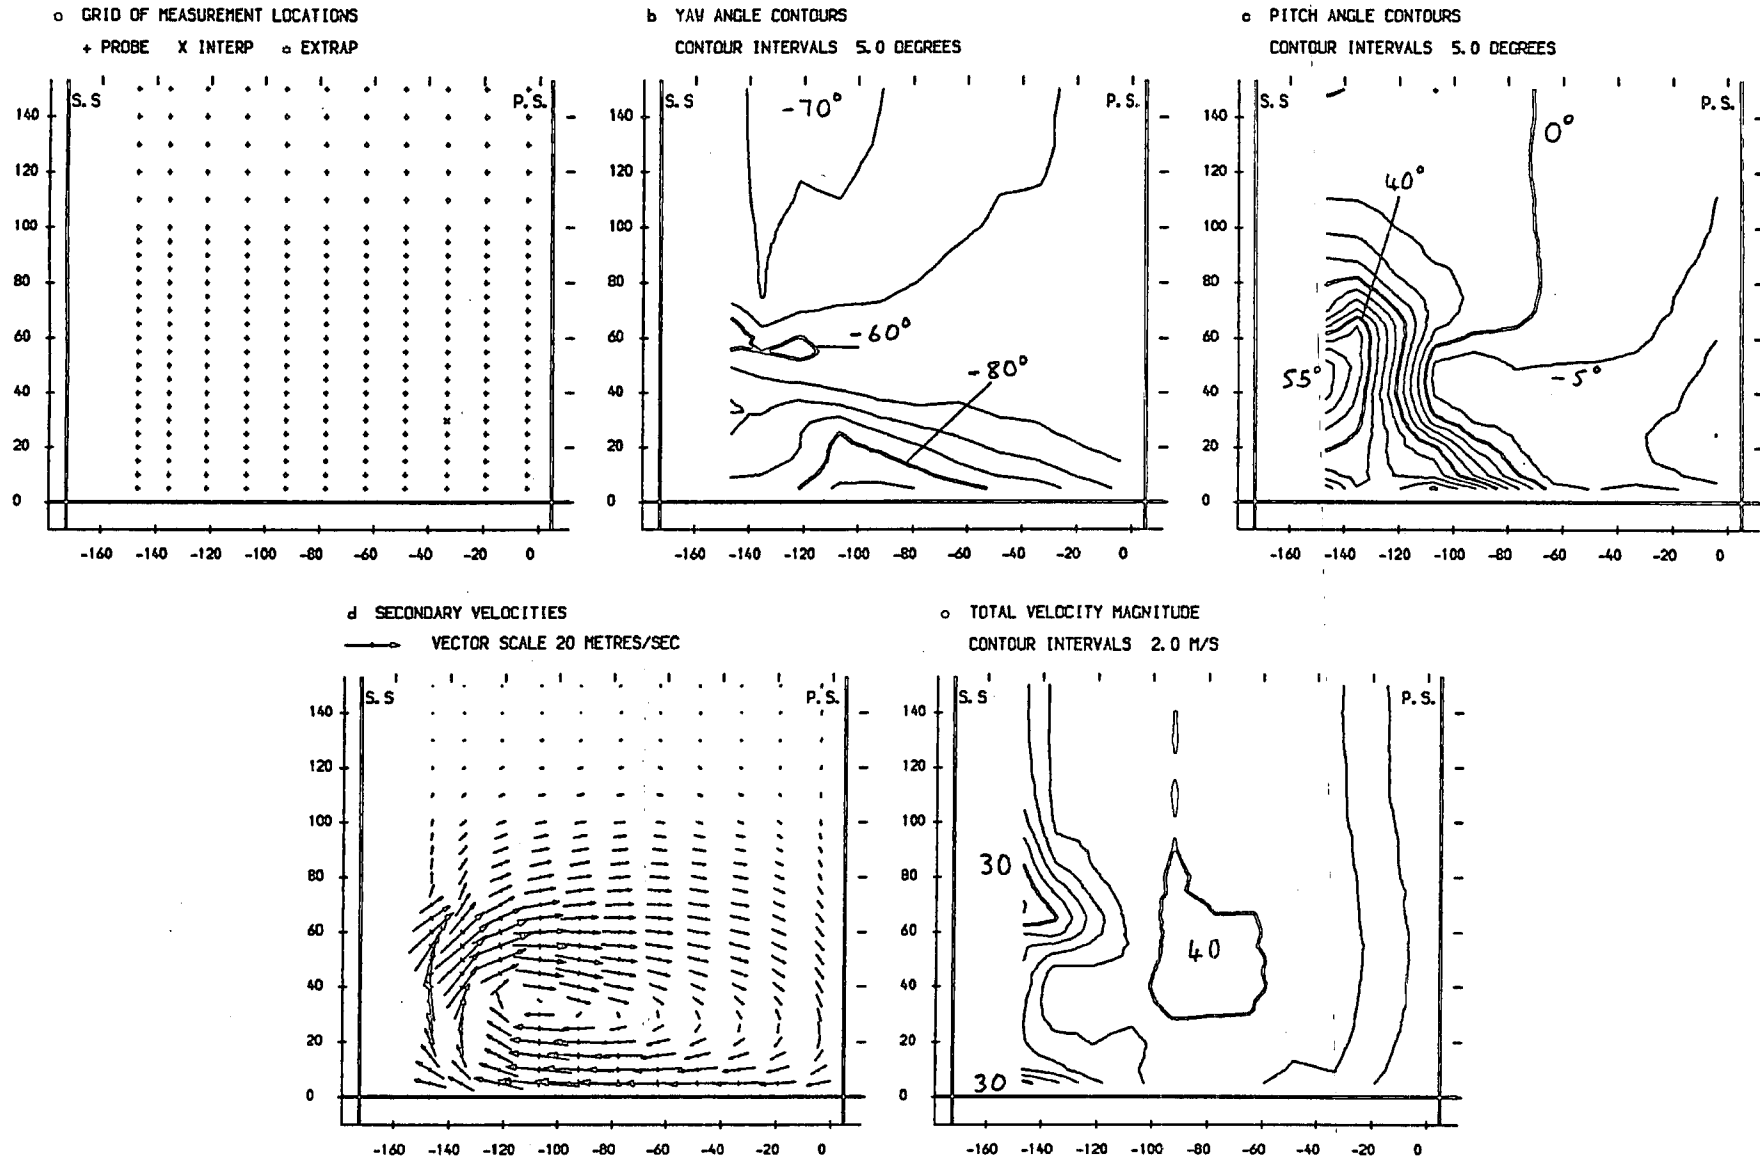 o GRID OF MEASUREMENT LOCATIONS
+ PROBE X INTERP ¤ EXTRAP
S.S
P.S.
140
120
100
80
60
40
20
0
-160 -140 -120 -100 -80 -60 -40 -20 0
b YAW ANGLE CONTOURS
CONTOUR INTERVALS 5.0 DEGREES
S.S
P.S.
-70°
-60°
-80°
140
120
100
80
60
40
20
0
-160 -140 -120 -100 -80 -60 -40 -20 0
c PITCH ANGLE CONTOURS
CONTOUR INTERVALS 5.0 DEGREES
S.S
P.S.
0°
40°
55°
-5°
140
120
100
80
60
40
20
0
-160 -140 -120 -100 -80 -60 -40 -20 0
d SECONDARY VELOCITIES
VECTOR SCALE 20 METRES/SEC
S.S
P.S.
140
120
100
80
60
40
20
0
-160 -140 -120 -100 -80 -60 -40 -20 0
o TOTAL VELOCITY MAGNITUDE
CONTOUR INTERVALS 2.0 M/S
S.S
P.S.
30
40
30
140
120
100
80
60
40
20
0
-160 -140 -120 -100 -80 -60 -40 -20 0